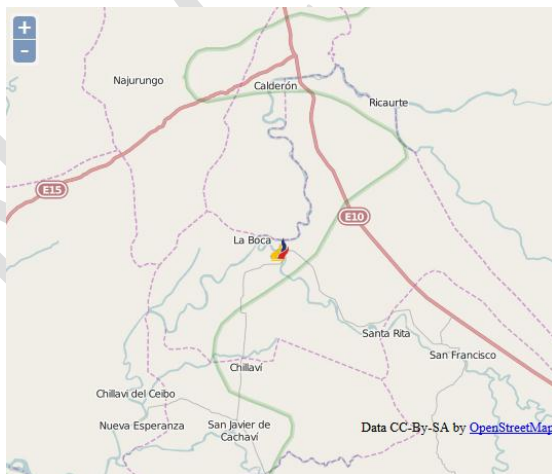 +
Najurungo
Calderón
Ricaurte
–
E15
E10
La Boca
Santa Rita
San Francisco
Chillaví
Chillavi del Ceibo
Nueva Esperanza
San Javier de
Cachaví
Data CC-By-SA by OpenStreetMap